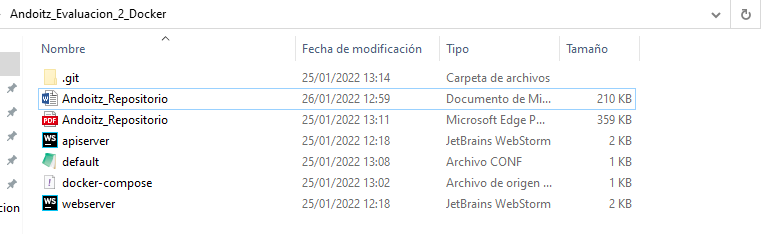 Andoitz_Evaluacion_2_Docker
Nombre Fecha de modificación Tipo Tamaño
.git 25/01/2022 13:14 Carpeta de archivos
Andoitz_Repositorio 26/01/2022 12:59 Documento de Mi... 210 KB
Andoitz_Repositorio 25/01/2022 13:11 Microsoft Edge P... 359 KB
WS apiserver 25/01/2022 12:18 JetBrains WebStorm 2 KB
default 25/01/2022 13:08 Archivo CONF 1 KB
docker-compose 25/01/2022 13:02 Archivo de origen ... 1 KB
WS webserver 25/01/2022 12:18 JetBrains WebStorm 2 KB
cion